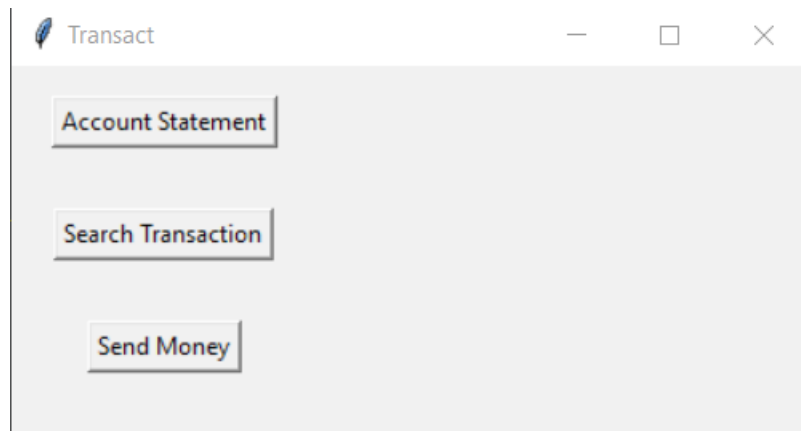 Transact
Account Statement
Search Transaction
Send Money